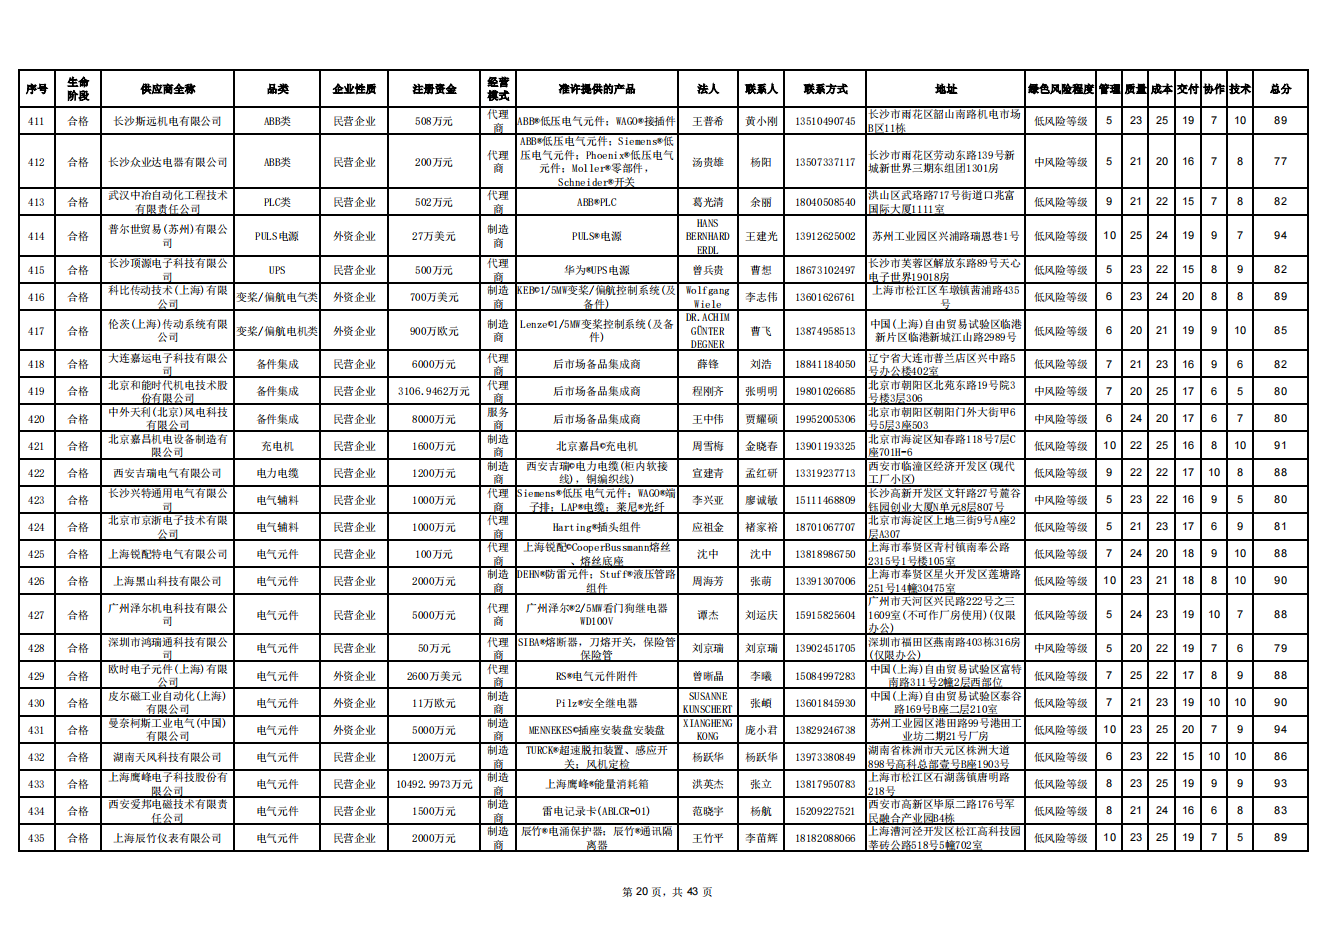 序号 生命阶段 供应商全称 品类 企业性质 注册资金 经营模式 准许提供的产品 法人 联系人 联系方式 地址 绿色风险程度 管理 质量 成本 交付 协作 技术 总分
411 合格 长沙斯远机电有限公司 ABB类 民营企业 508万元 代理商 ABB®低压电气元件；WAGO®接插件 王普希 黄小刚 13510490745 长沙市雨花区韶山南路机电市场B区11栋 低风险等级 5 23 25 19 7 10 89
412 合格 长沙众业达电器有限公司 ABB类 民营企业 200万元 代理商 ABB®低压电气元件；Siemens®低压电气元件；Phoenix®低压电气元件；Moller®零部件，Schneider®开关 汤贵雄 杨阳 13507337117 长沙市雨花区劳动东路139号新城新世界三期东组团1301房 中风险等级 5 21 20 16 7 8 77
413 合格 武汉中冶自动化工程技术有限责任公司 PLC类 民营企业 502万元 代理商 ABB®PLC 葛光清 余丽 18040508540 洪山区武珞路717号街道口兆富国际大厦1111室 低风险等级 9 21 22 15 7 8 82
414 合格 普尔世贸易(苏州)有限公司 PULS电源 外资企业 27万美元 制造商 PULS®电源 HANS BERNHARD ERDL 王建光 13912625002 苏州工业园区兴浦路瑞恩巷1号 低风险等级 10 25 24 19 9 7 94
415 合格 长沙顶源电子科技有限公司 UPS 民营企业 500万元 代理商 华为®UPS电源 曾兵贵 曹想 18673102497 长沙市芙蓉区解放东路89号天心电子世界19018房 低风险等级 5 23 22 15 8 9 82
416 合格 科比传动技术(上海)有限公司 变桨/偏航电气类 外资企业 700万美元 制造商 KEB©1/5MW变桨/偏航控制系统(及备件) Wolfgang Wiele 李志伟 13601626761 上海市松江区车墩镇茜浦路435号 低风险等级 6 23 24 20 8 8 89
417 合格 伦茨(上海)传动系统有限公司 变桨/偏航电机类 外资企业 900万欧元 制造商 Lenze©1/5MW变桨控制系统(及备件) DR.ACHIM GÜNTER DEGNER 曹飞 13874958513 中国(上海)自由贸易试验区临港新片区临港新城江山路2989号 低风险等级 6 20 21 19 9 10 85
418 合格 大连嘉运电子科技有限公司 备件集成 民营企业 6000万元 代理商 后市场备品集成商 薛锋 刘浩 18841184050 辽宁省大连市普兰店区兴中路5号办公楼402室 低风险等级 7 21 23 16 9 6 82
419 合格 北京和能时代机电技术股份有限公司 备件集成 民营企业 3106.9462万元 代理商 后市场备品集成商 程刚齐 张明明 19801026685 北京市朝阳区北苑东路19号院3号楼3层306 中风险等级 7 20 25 17 6 5 80
420 合格 中外天利(北京)风电科技有限公司 备件集成 民营企业 8000万元 服务商 后市场备品集成商 王中伟 贾耀硕 19952005306 北京市朝阳区朝阳门外大街甲6号5层3座503 中风险等级 6 24 20 17 6 7 80
421 合格 北京嘉昌机电设备制造有限公司 充电机 民营企业 1600万元 制造商 北京嘉昌©充电机 周雪梅 金晓春 13901193325 北京市海淀区知春路118号7层C座701H-6 低风险等级 10 22 25 16 8 10 91
422 合格 西安吉瑞电气有限公司 电力电缆 民营企业 1200万元 制造商 西安吉瑞©电力电缆(柜内软接线)，铜编织线) 宣建青 孟红研 13319237713 西安市临潼区经济开发区(现代工厂小区) 低风险等级 9 22 22 17 10 8 88
423 合格 长沙兴特通用电气有限公司 电气辅料 民营企业 1000万元 代理商 Siemens®低压电气元件；WAGO®端子排；LAP®电缆；莱尼®光纤 李兴亚 廖诚敏 15111468809 长沙高新开发区文轩路27号麓谷钰园创业大厦N单元8层807号 中风险等级 5 23 22 16 9 5 80
424 合格 北京市京浙电子技术有限公司 电气辅料 民营企业 1000万元 代理商 Harting®插头组件 应祖金 褚家裕 18701067707 北京市海淀区上地三街9号A座2层A307 低风险等级 5 21 23 17 6 9 81
425 合格 上海锐配特电气有限公司 电气元件 民营企业 100万元 代理商 上海锐配©CooperBussmann熔丝、熔丝底座 沈中 沈中 13818986750 上海市奉贤区青村镇南奉公路2315号1号楼105室 低风险等级 7 24 20 18 9 10 88
426 合格 上海黑山科技有限公司 电气元件 民营企业 2000万元 制造商 DEHN®防雷元件；Stuff®液压管路组件 周海芳 张萌 13391307006 上海市奉贤区星火开发区莲塘路251号14幢30475室 低风险等级 10 23 21 18 8 10 90
427 合格 广州泽尔机电科技有限公司 电气元件 民营企业 5000万元 代理商 广州泽尔®2/5MW看门狗继电器WD100V 谭杰 刘运庆 15915825604 广州市天河区兴民路222号之三1609室(不可作厂房使用)(仅限办公) 低风险等级 5 24 23 19 10 7 88
428 合格 深圳市鸿瑞通科技有限公司 电气元件 民营企业 50万元 代理商 SIBA®熔断器，刀熔开关，保险管保险管 刘京瑞 刘京瑞 13902451705 深圳市福田区燕南路403栋316房(仅限办公) 中风险等级 5 20 22 19 7 6 79
429 合格 欧时电子元件(上海)有限公司 电气元件 外资企业 2600万美元 代理商 RS®电气元件附件 曾晰晶 李曦 15084997283 中国(上海)自由贸易试验区富特南路311号2幢2层西部位 低风险等级 7 25 22 17 8 9 88
430 合格 皮尔磁工业自动化(上海)有限公司 电气元件 外资企业 11万欧元 制造商 Pilz®安全继电器 SUSANNE KUNSCHERT 张嶼 13601845930 中国(上海)自由贸易试验区泰谷路169号B座二层210室 低风险等级 7 21 23 19 10 10 90
431 合格 曼奈柯斯工业电气(中国)有限公司 电气元件 外资企业 5000万元 制造商 MENNEKES©插座安装盘安装盘 XIANGHENG KONG 庞小君 13829246738 苏州工业园区港田路99号港田工业坊二期21号厂房 低风险等级 10 23 25 20 7 9 94
432 合格 湖南天风科技有限公司 电气元件 民营企业 1200万元 制造商 TURCK®超速脱扣装置、感应开关；风机定检 杨跃华 杨跃华 13973380849 湖南省株洲市天元区株洲大道898号高科总部壹号B座1903号 低风险等级 6 23 22 15 10 10 86
433 合格 上海鹰峰电子科技股份有限公司 电气元件 民营企业 10492.9973万元 制造商 上海鹰峰®能量消耗箱 洪英杰 张立 13817950783 上海市松江区石湖荡镇唐明路218号 低风险等级 8 23 25 19 9 9 93
434 合格 西安爱邦电磁技术有限责任公司 电气元件 民营企业 1500万元 制造商 雷电记录卡(ABLCR-01) 范晓宇 杨航 15209227521 西安市高新区毕原二路176号军民融合产业园B4栋 低风险等级 8 21 24 16 6 8 83
435 合格 上海辰竹仪表有限公司 电气元件 民营企业 2000万元 制造商 辰竹®电涌保护器；辰竹®通讯隔离器 王竹平 李苗辉 18182088066 上海漕河泾开发区松江高科技园莘砖公路518号5幢702室 低风险等级 10 23 25 19 7 5 89
第 20 页，共 43 页